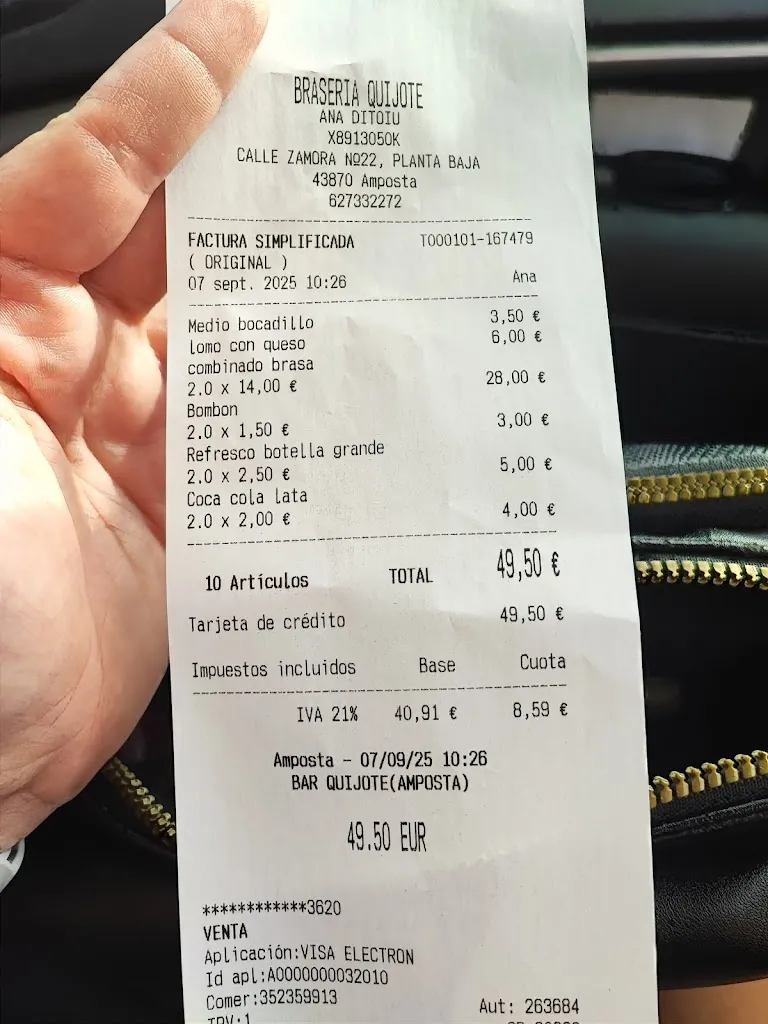 BRASERIA QUIJOTE
ANA DITOIU
X8913050K
CALLE ZAMORA Nº22, PLANTA BAJA
43870 Amposta
627332272
FACTURA SIMPLIFICADA T000101-167479
( ORIGINAL )
07 sept. 2025 10:26 Ana
Medio bocadillo 3,50 €
lomo con queso 6,00 €
combinado brasa
2.0 x 14,00 € 28,00 €
Bombon
2.0 x 1,50 € 3,00 €
Refresco botella grande
2.0 x 2,50 € 5,00 €
Coca cola lata
2.0 x 2,00 € 4,00 €
10 Artículos TOTAL 49,50 €
Tarjeta de crédito 49,50 €
Impuestos incluidos Base Cuota
IVA 21% 40,91 € 8,59 €
Amposta - 07/09/25 10:26
BAR QUIJOTE(AMPOSTA)
49.50 EUR
************3620
VENTA
Aplicación:VISA ELECTRON
Id apl:A0000000032010
Comer:352359913 Aut: 263684
TPV:1